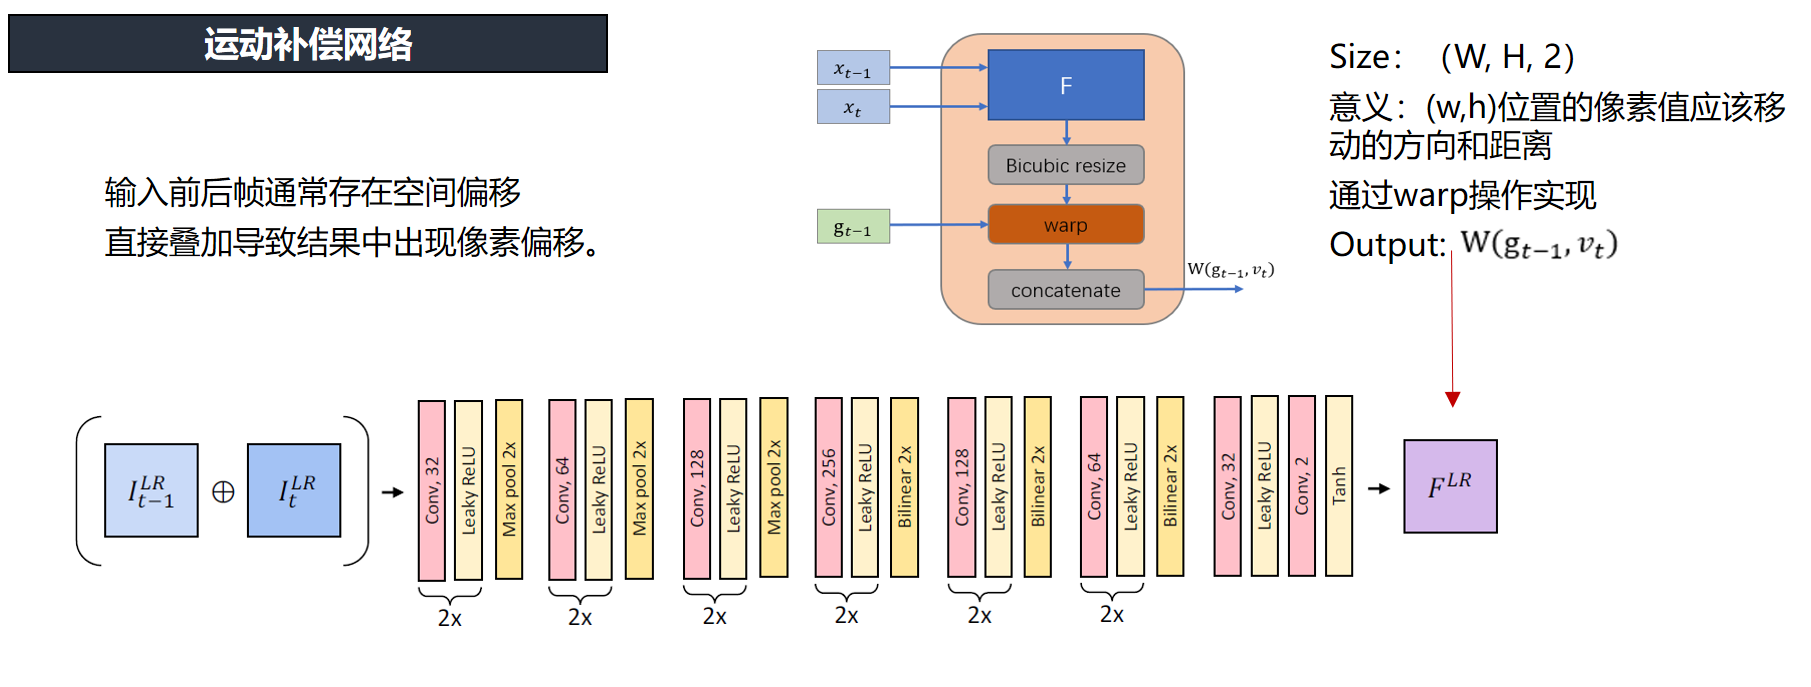 运动补偿网络
输入前后帧通常存在空间偏移
直接叠加导致结果中出现像素偏移。
x_{t−1}
x_t
F
Bicubic resize
g_{t−1}
warp
concatenate
W(g_{t−1}, v_t)
Size：（W, H, 2）
意义：(w,h)位置的像素值应该移
动的方向和距离
通过warp操作实现
Output: W(g_{t−1}, v_t)
I_{t−1}^{LR} ⊕ I_t^{LR}
Conv, 32
Leaky ReLU
Max pool 2x
2x
Conv, 64
Leaky ReLU
Max pool 2x
2x
Conv, 128
Leaky ReLU
Max pool 2x
2x
Conv, 256
Leaky ReLU
Bilinear 2x
2x
Conv, 128
Leaky ReLU
Bilinear 2x
2x
Conv, 64
Leaky ReLU
Bilinear 2x
2x
Conv, 32
Leaky ReLU
Conv, 2
Tanh
F^{LR}